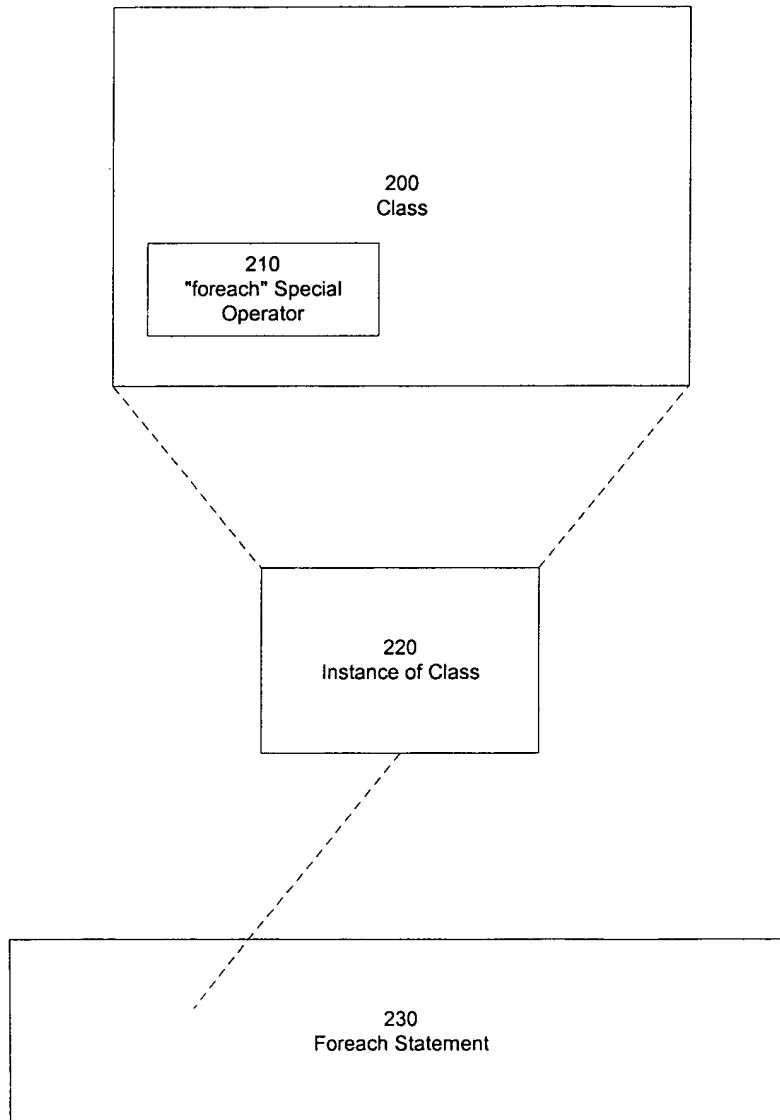 200
Class
210
"foreach" Special
Operator
220
Instance of Class
230
Foreach Statement